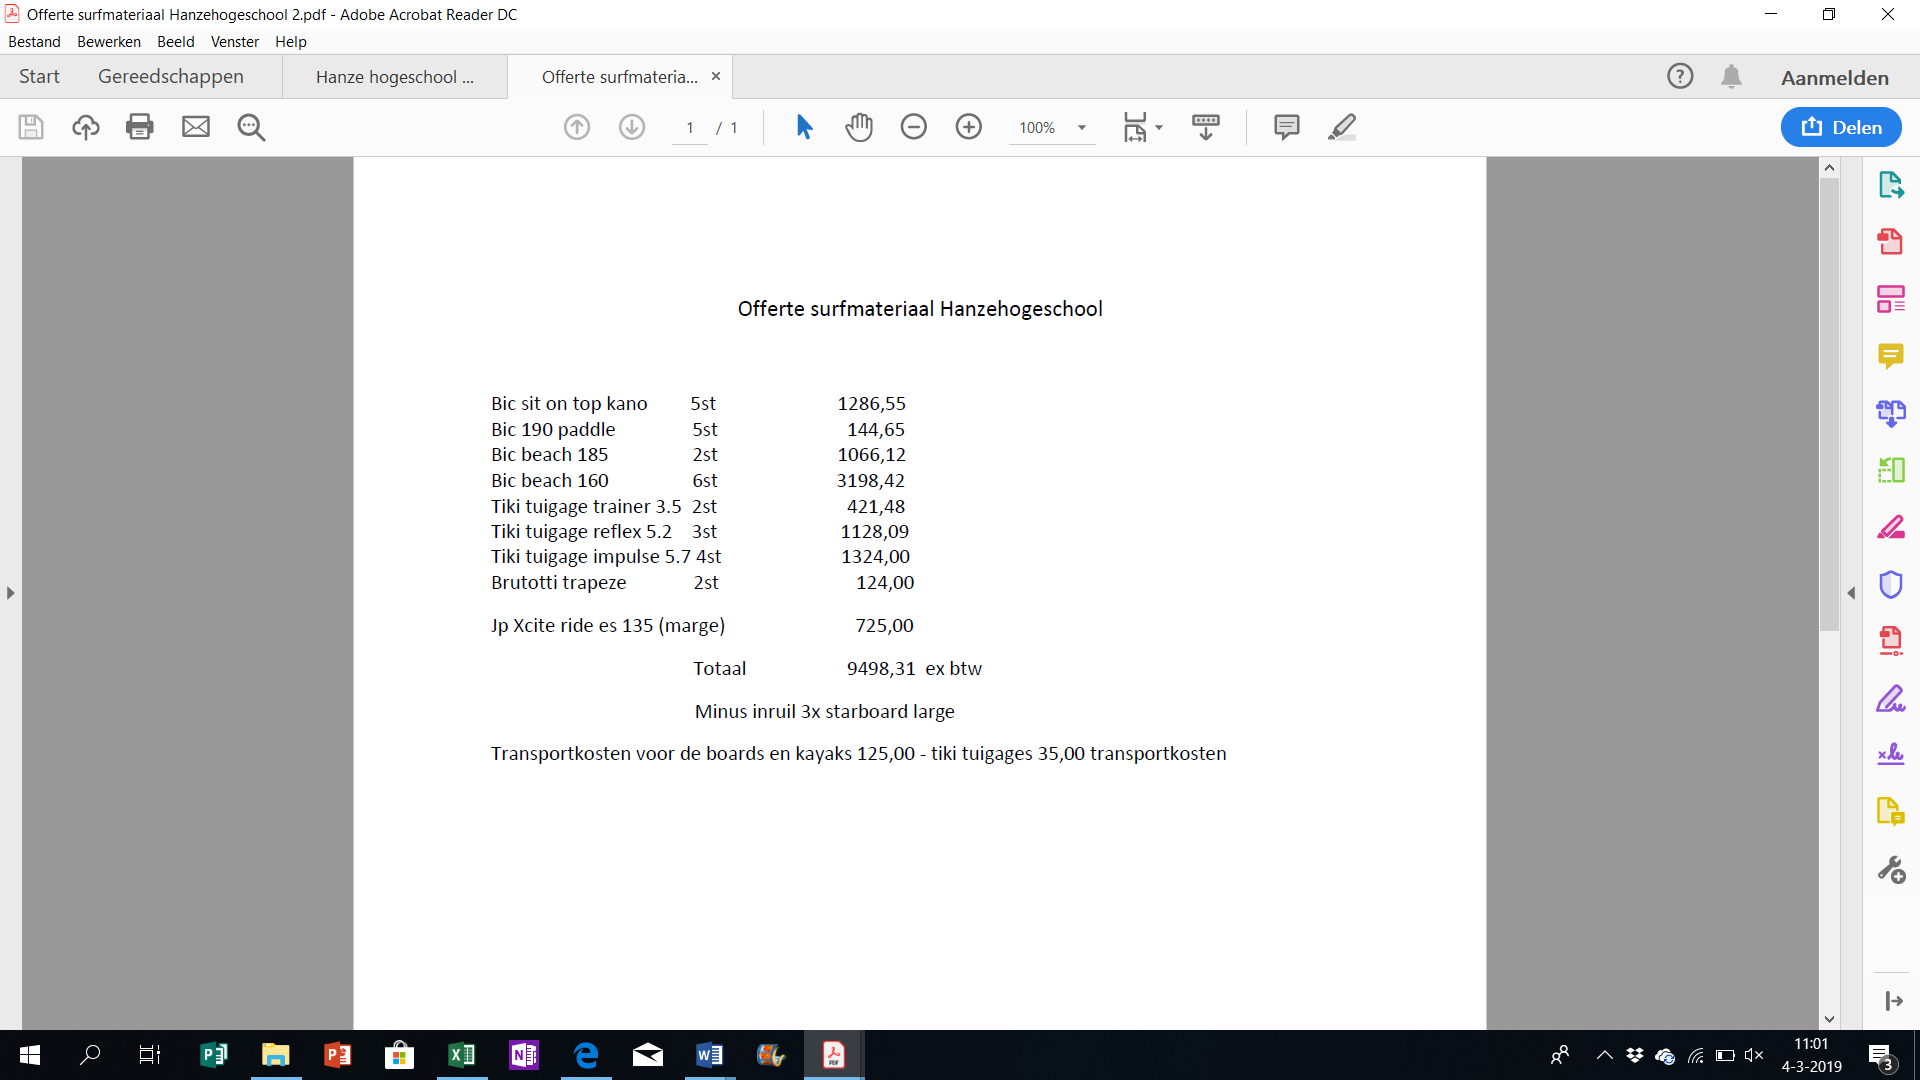 Offerte surfmateriaal Hanzehogeschool 2.pdf - Adobe Acrobat Reader DC
Bestand Bewerken Beeld Venster Help
Start Gereedschappen Hanze hogeschool ... Offerte surfmateria... × Aanmelden
1 / 1 100% Delen
Offerte surfmateriaal Hanzehogeschool
Bic sit on top kano 5st 1286,55
Bic 190 paddle 5st 144,65
Bic beach 185 2st 1066,12
Bic beach 160 6st 3198,42
Tiki tuigage trainer 3.5 2st 421,48
Tiki tuigage reflex 5.2 3st 1128,09
Tiki tuigage impulse 5.7 4st 1324,00
Brutotti trapeze 2st 124,00
Jp Xcite ride es 135 (marge) 725,00
Totaal 9498,31 ex btw
Minus inruil 3x starboard large
Transportkosten voor de boards en kayaks 125,00 - tiki tuigages 35,00 transportkosten
11:01
4-3-2019
3